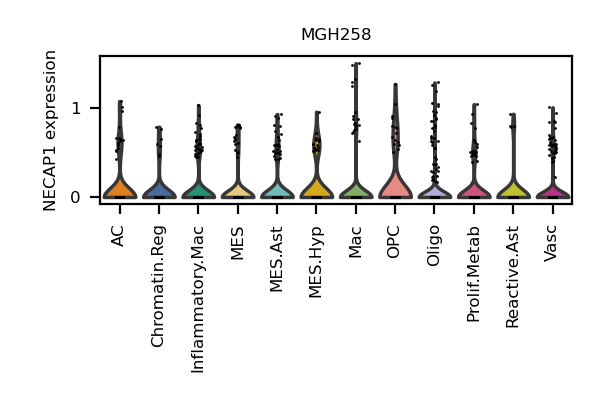 MGH258
NECAP1 expression
1
0
AC
Chromatin.Reg
Inflammatory.Mac
MES
MES.Ast
MES.Hyp
Mac
OPC
Oligo
Prolif.Metab
Reactive.Ast
Vasc